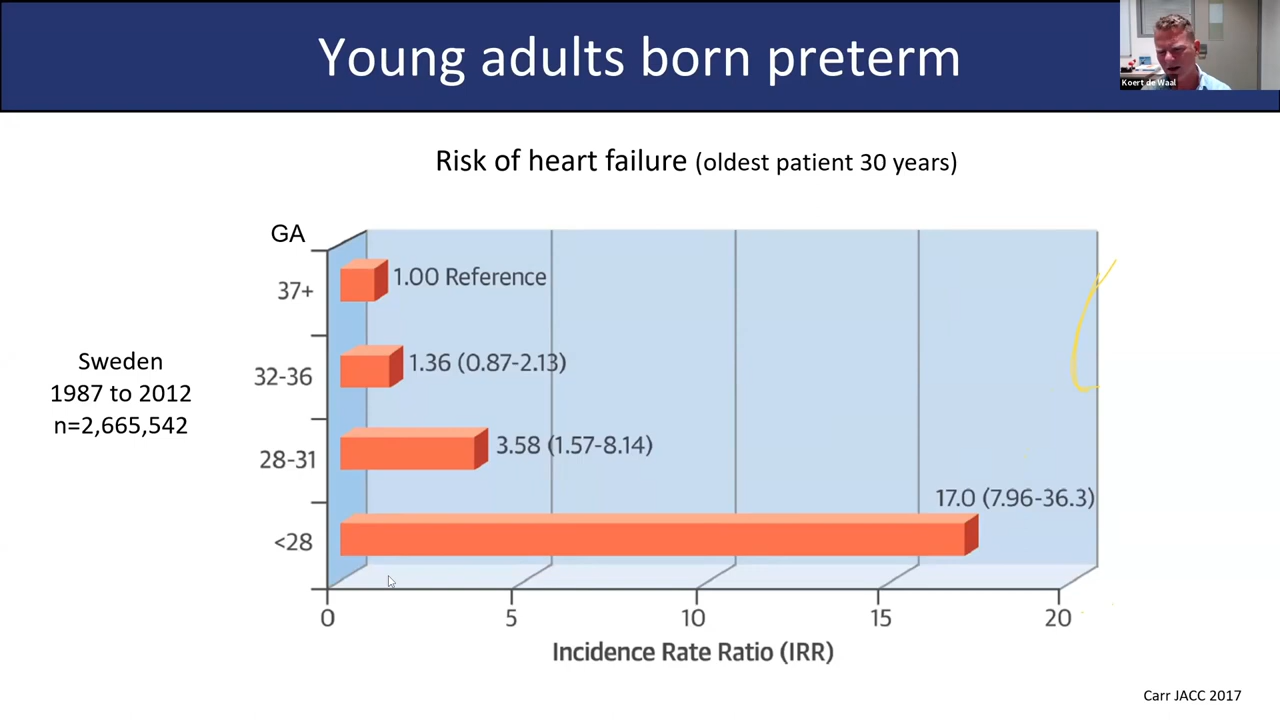 Young adults born preterm
Koert de Waal
Risk of heart failure (oldest patient 30 years)
GA
37+
1.00 Reference
32-36
1.36 (0.87-2.13)
28-31
3.58 (1.57-8.14)
<28
17.0 (7.96-36.3)
Sweden
1987 to 2012
n=2,665,542
0 5 10 15 20
Incidence Rate Ratio (IRR)
Carr JACC 2017